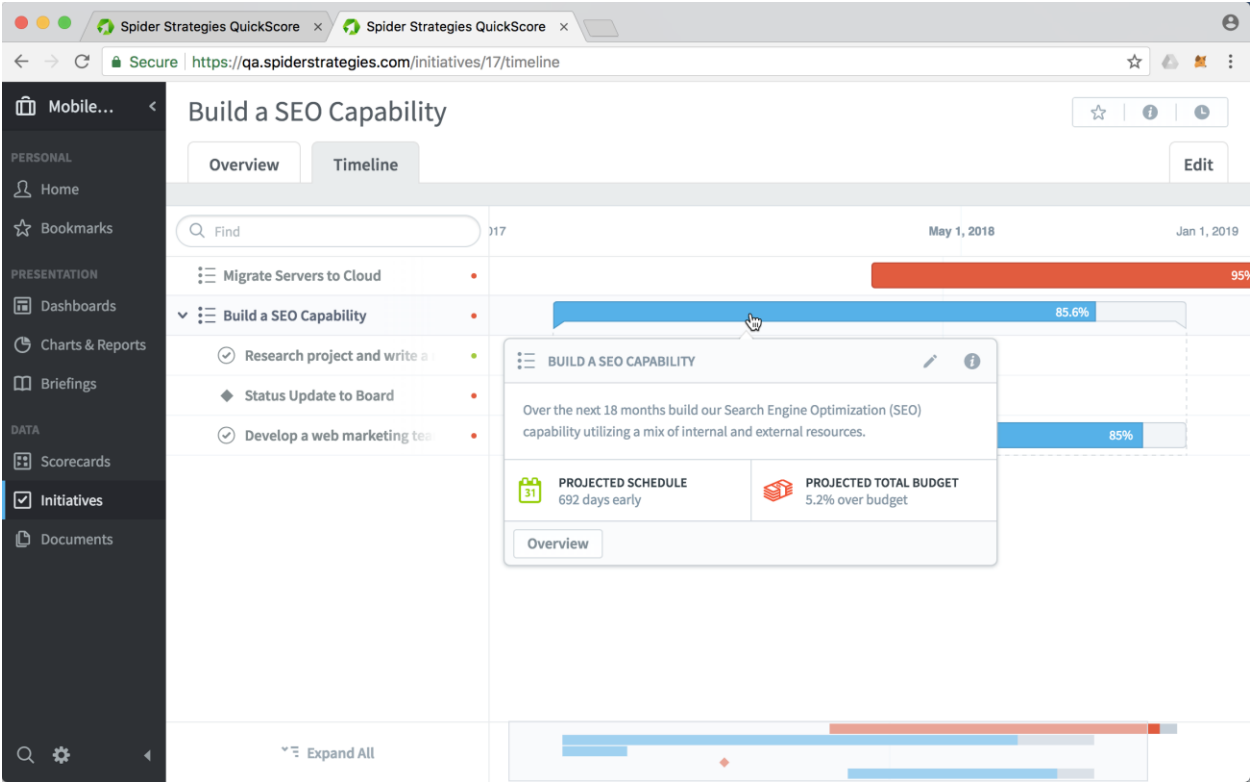 Spider Strategies QuickScore
Spider Strategies QuickScore
Secure https://qa.spiderstrategies.com/initiatives/17/timeline
Mobile...
Build a SEO Capability
Overview
Timeline
Edit
PERSONAL
Home
Bookmarks
PRESENTATION
Dashboards
Charts & Reports
Briefings
DATA
Scorecards
Initiatives
Documents
Find
017
May 1, 2018
Jan 1, 2019
Migrate Servers to Cloud
95%
Build a SEO Capability
85.6%
Research project and write a
Status Update to Board
Develop a web marketing tea
85%
BUILD A SEO CAPABILITY
Over the next 18 months build our Search Engine Optimization (SEO)
capability utilizing a mix of internal and external resources.
31
PROJECTED SCHEDULE
692 days early
PROJECTED TOTAL BUDGET
5.2% over budget
Overview
Expand All